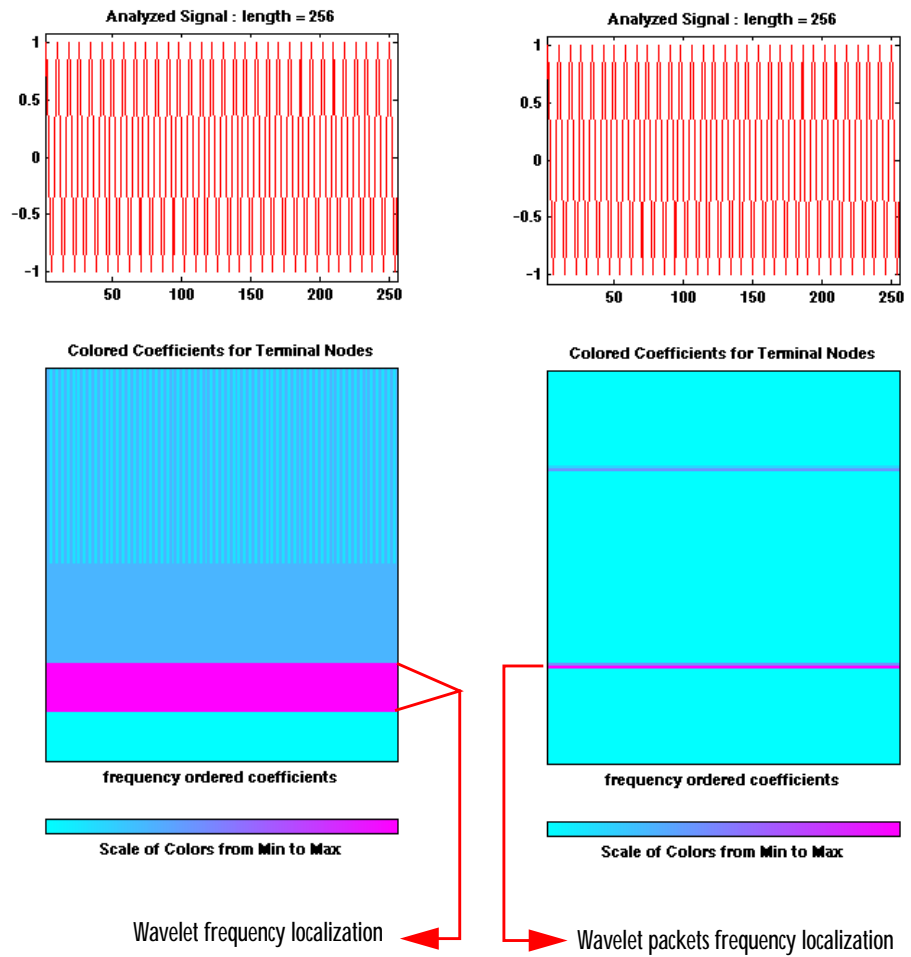 Analyzed Signal : length = 256
1
0.5
0
-0.5
-1
50 100 150 200 250
Colored Coefficients for Terminal Nodes
frequency ordered coefficients
Scale of Colors from Min to Max
Wavelet frequency localization
Analyzed Signal : length = 256
1
0.5
0
-0.5
-1
50 100 150 200 250
Colored Coefficients for Terminal Nodes
frequency ordered coefficients
Scale of Colors from Min to Max
Wavelet packets frequency localization